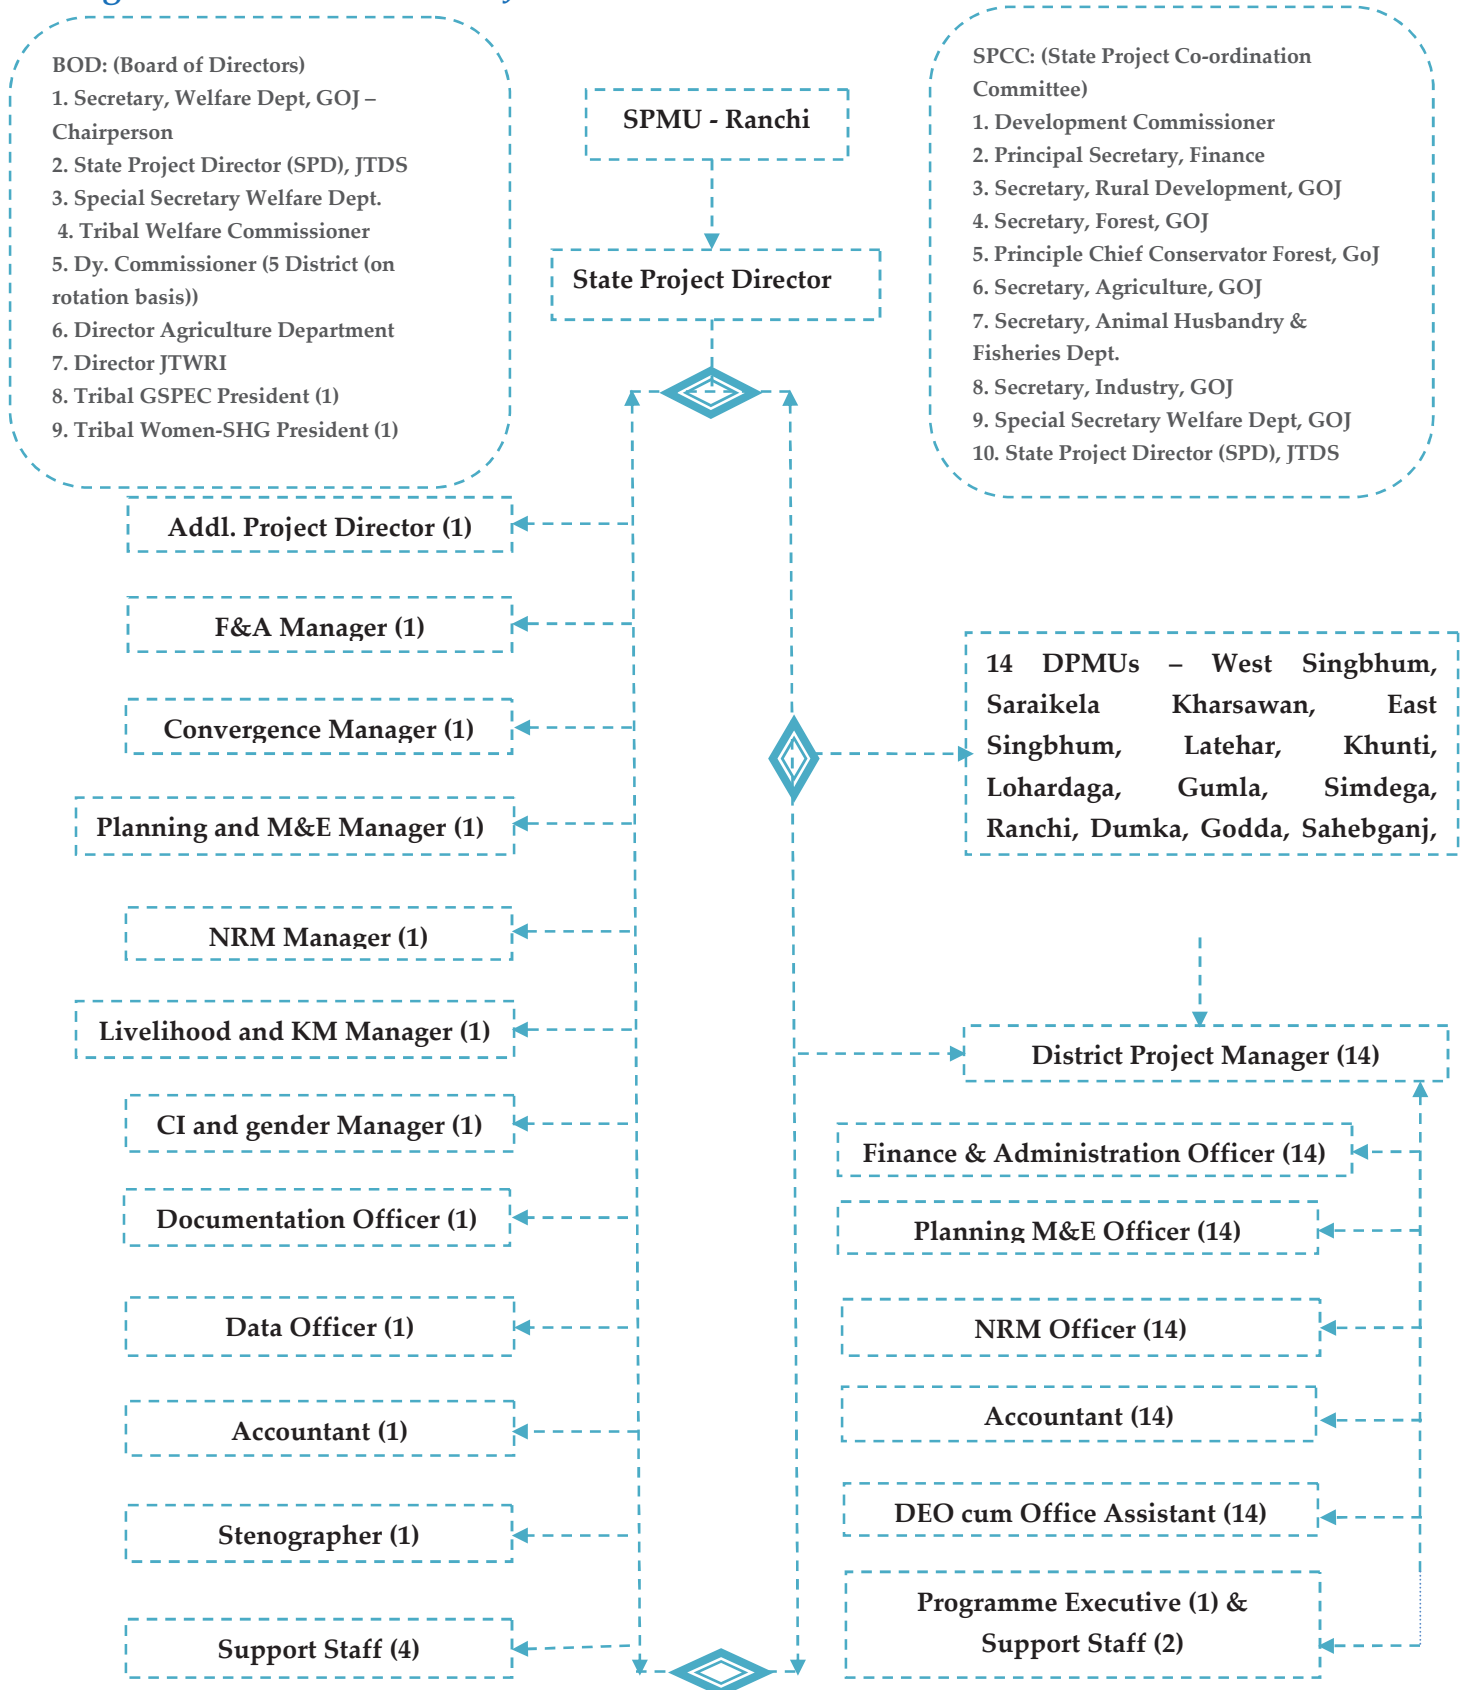 BOD: (Board of Directors)
1. Secretary, Welfare Dept, GOJ –
Chairperson
2. State Project Director (SPD), JTDS
3. Special Secretary Welfare Dept.
4. Tribal Welfare Commissioner
5. Dy. Commissioner (5 District (on
rotation basis))
6. Director Agriculture Department
7. Director JTWRI
8. Tribal GSPEC President (1)
9. Tribal Women-SHG President (1)
SPMU - Ranchi
State Project Director
SPCC: (State Project Co-ordination
Committee)
1. Development Commissioner
2. Principal Secretary, Finance
3. Secretary, Rural Development, GOJ
4. Secretary, Forest, GOJ
5. Principle Chief Conservator Forest, GoJ
6. Secretary, Agriculture, GOJ
7. Secretary, Animal Husbandry &
Fisheries Dept.
8. Secretary, Industry, GOJ
9. Special Secretary Welfare Dept, GOJ
10. State Project Director (SPD), JTDS
Addl. Project Director (1)
F&A Manager (1)
Convergence Manager (1)
Planning and M&E Manager (1)
NRM Manager (1)
Livelihood and KM Manager (1)
CI and gender Manager (1)
Documentation Officer (1)
Data Officer (1)
Accountant (1)
Stenographer (1)
Support Staff (4)
14 DPMUs – West Singbhum,
Saraikela Kharsawan, East
Singbhum, Latehar, Khunti,
Lohardaga, Gumla, Simdega,
Ranchi, Dumka, Godda, Sahebganj,
District Project Manager (14)
Finance & Administration Officer (14)
Planning M&E Officer (14)
NRM Officer (14)
Accountant (14)
DEO cum Office Assistant (14)
Programme Executive (1) &
Support Staff (2)